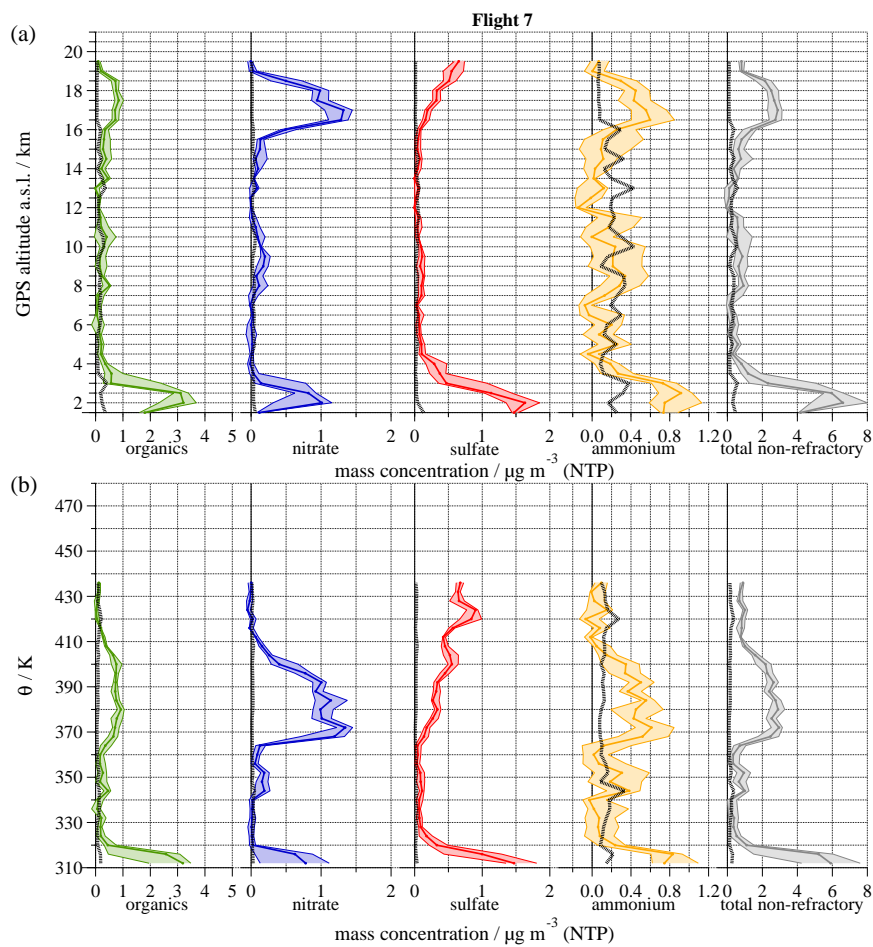 Flight 7
(a)
GPS altitude a.s.l. / km
20
18
16
14
12
10
8
6
4
2
0 1 2 3 4 5
0 1 2
0 1 2
0.0 0.4 0.8 1.2
0 2 4 6 8
organics nitrate sulfate ammonium total non-refractory
mass concentration / µg m⁻³ (NTP)
(b)
θ / K
470
450
430
410
390
370
350
330
310
0 1 2 3 4 5
0 1 2
0 1 2
0.0 0.4 0.8 1.2
0 2 4 6 8
organics nitrate sulfate ammonium total non-refractory
mass concentration / µg m⁻³ (NTP)